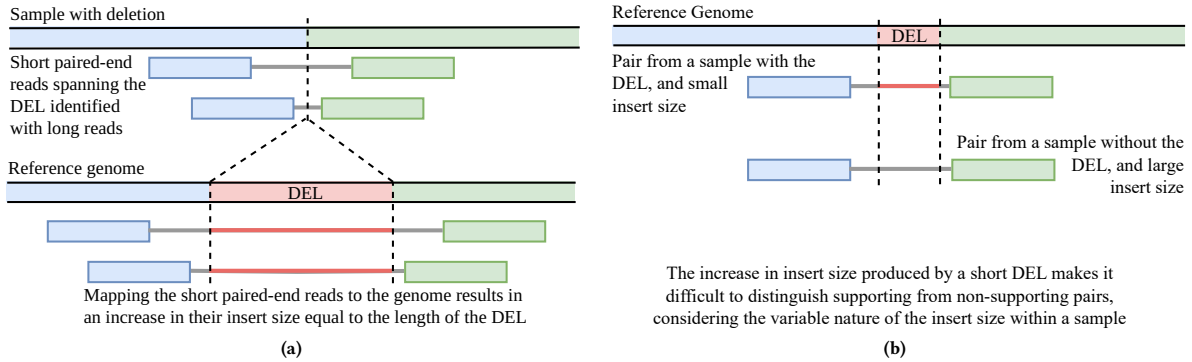 Sample with deletion
Short paired-end
reads spanning the
DEL identified
with long reads
Reference genome
DEL
Mapping the short paired-end reads to the genome results in
an increase in their insert size equal to the length of the DEL
(a)
Reference Genome
DEL
Pair from a sample with the
DEL, and small
insert size
Pair from a sample without the
DEL, and large
insert size
The increase in insert size produced by a short DEL makes it
difficult to distinguish supporting from non-supporting pairs,
considering the variable nature of the insert size within a sample
(b)